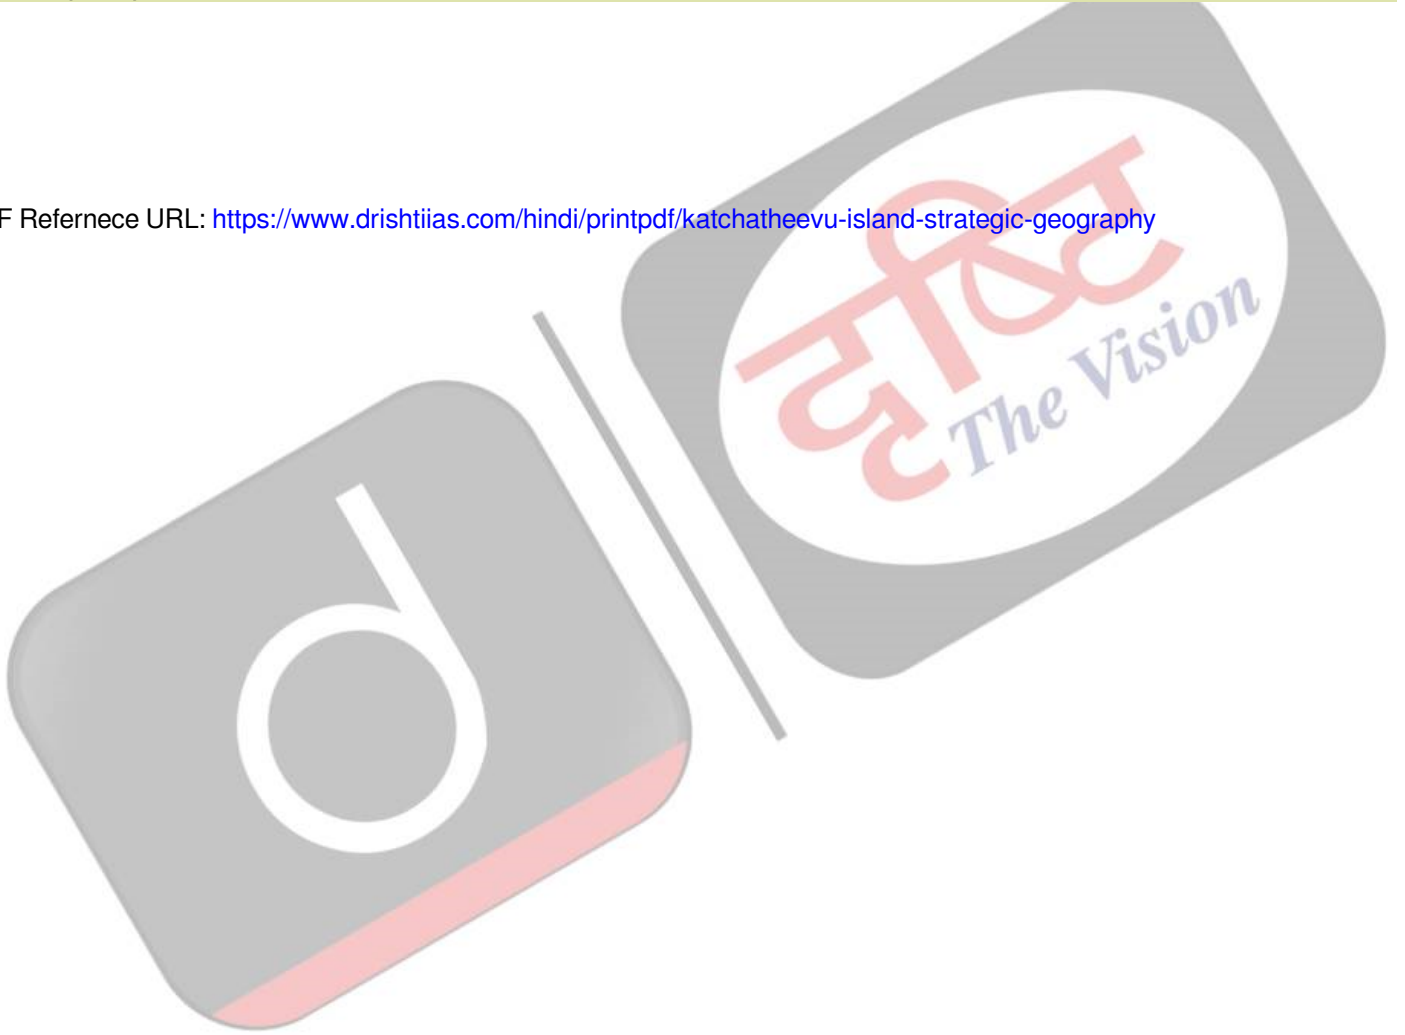 F Refernece URL: https://www.drishtiias.com/hindi/printpdf/katchatheevu-island-strategic-geography
दृष्टि
The Vision
d